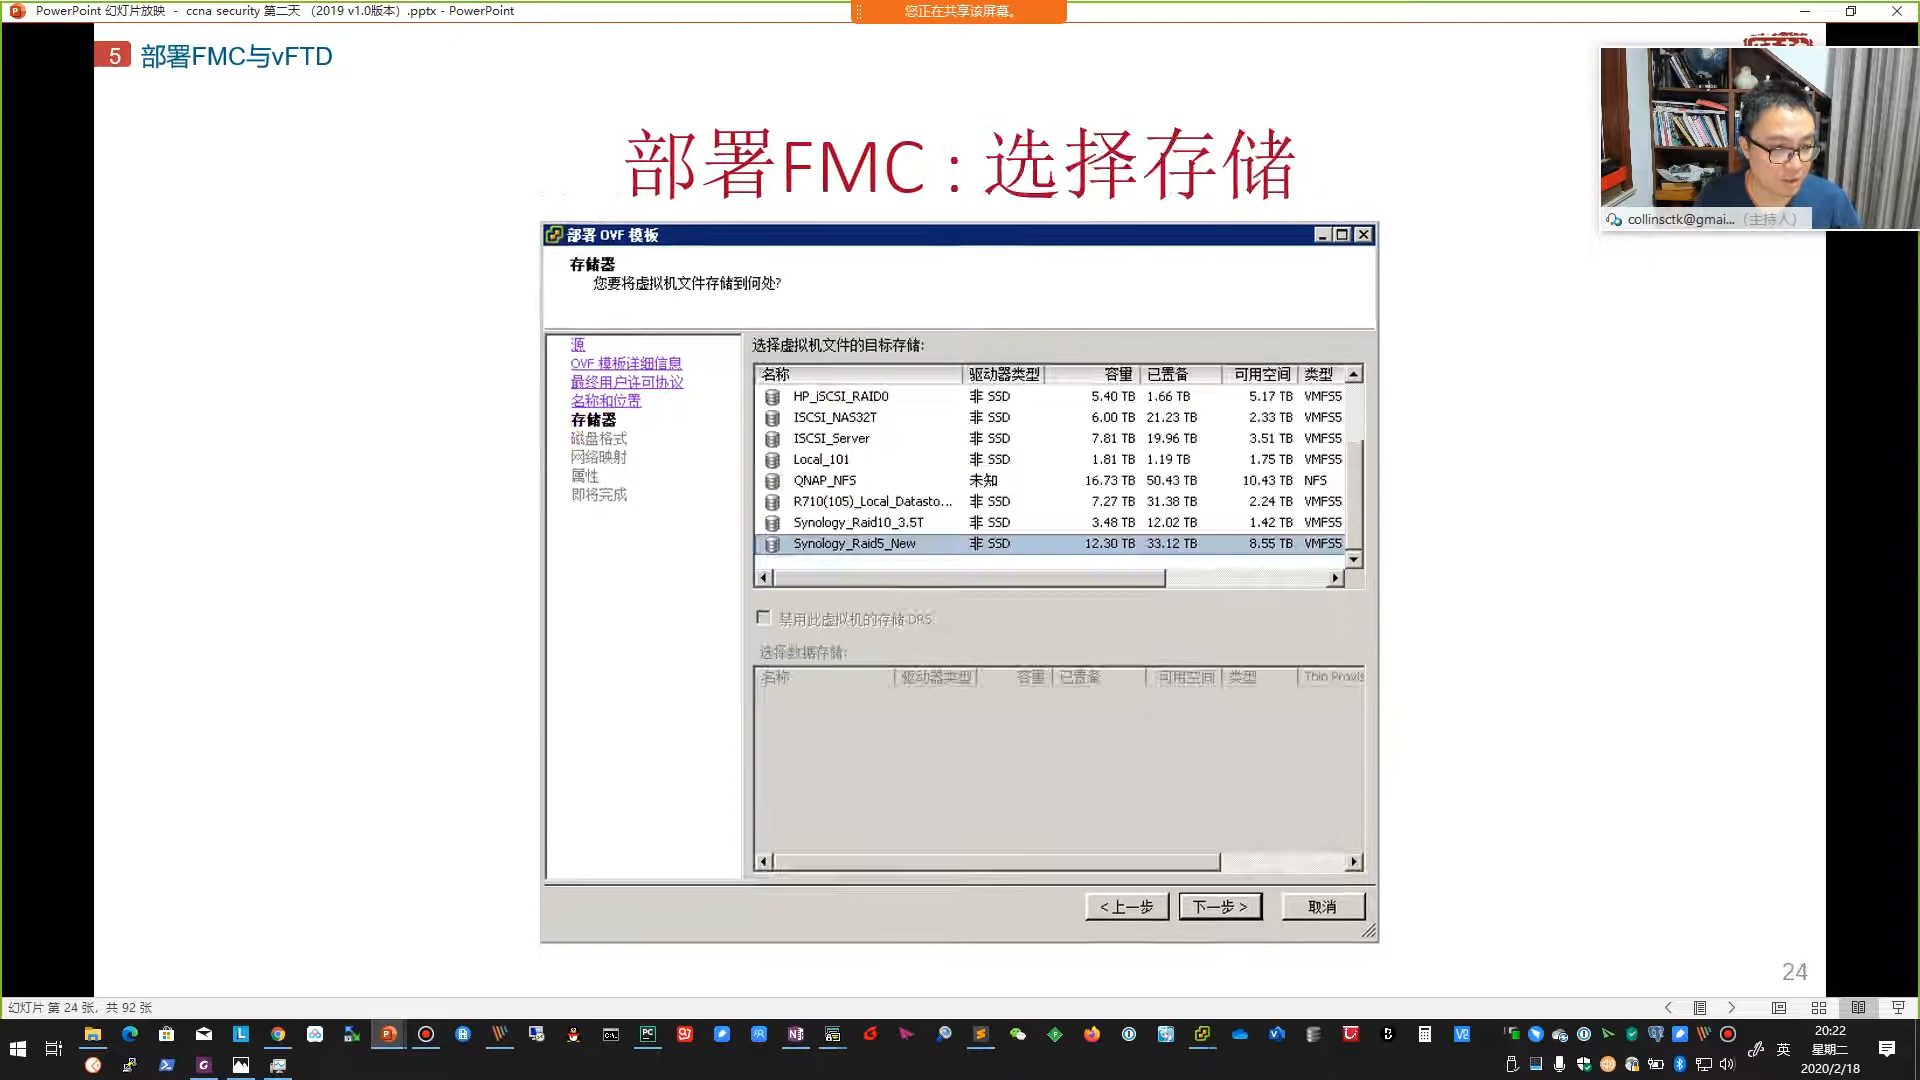 PowerPoint 幻灯片放映 - ccna security 第二天 （2019 v1.0版本）.pptx - PowerPoint
您正在共享该屏幕。
5 部署FMC与vFTD
部署FMC : 选择存储
collinsctk@gmai... （主持人）
部署 OVF 模板
存储器
您要将虚拟机文件存储到何处?
源
OVF 模板详细信息
最终用户许可协议
名称和位置
存储器
磁盘格式
网络映射
属性
即将完成
选择虚拟机文件的目标存储:
名称 驱动器类型 容量 已置备 可用空间 类型
HP_iSCSI_RAID0 非 SSD 5.40 TB 1.66 TB 5.17 TB VMFS5
ISCSI_NAS32T 非 SSD 6.00 TB 21.23 TB 2.33 TB VMFS5
ISCSI_Server 非 SSD 7.81 TB 19.96 TB 3.51 TB VMFS5
Local_101 非 SSD 1.81 TB 1.19 TB 1.75 TB VMFS5
QNAP_NFS 未知 16.73 TB 50.43 TB 10.43 TB NFS
R710(105)_Local_Datasto... 非 SSD 7.27 TB 31.38 TB 2.24 TB VMFS5
Synology_Raid10_3.5T 非 SSD 3.48 TB 12.02 TB 1.42 TB VMFS5
Synology_Raid5_New 非 SSD 12.30 TB 33.12 TB 8.55 TB VMFS5
禁用此虚拟机的存储 DRS
选择数据存储:
名称 驱动器类型 容量 已置备 可用空间 类型 Thin Provis
< 上一步 下一步 > 取消
24
幻灯片 第 24 张，共 92 张
英
20:22
星期二
2020/2/18